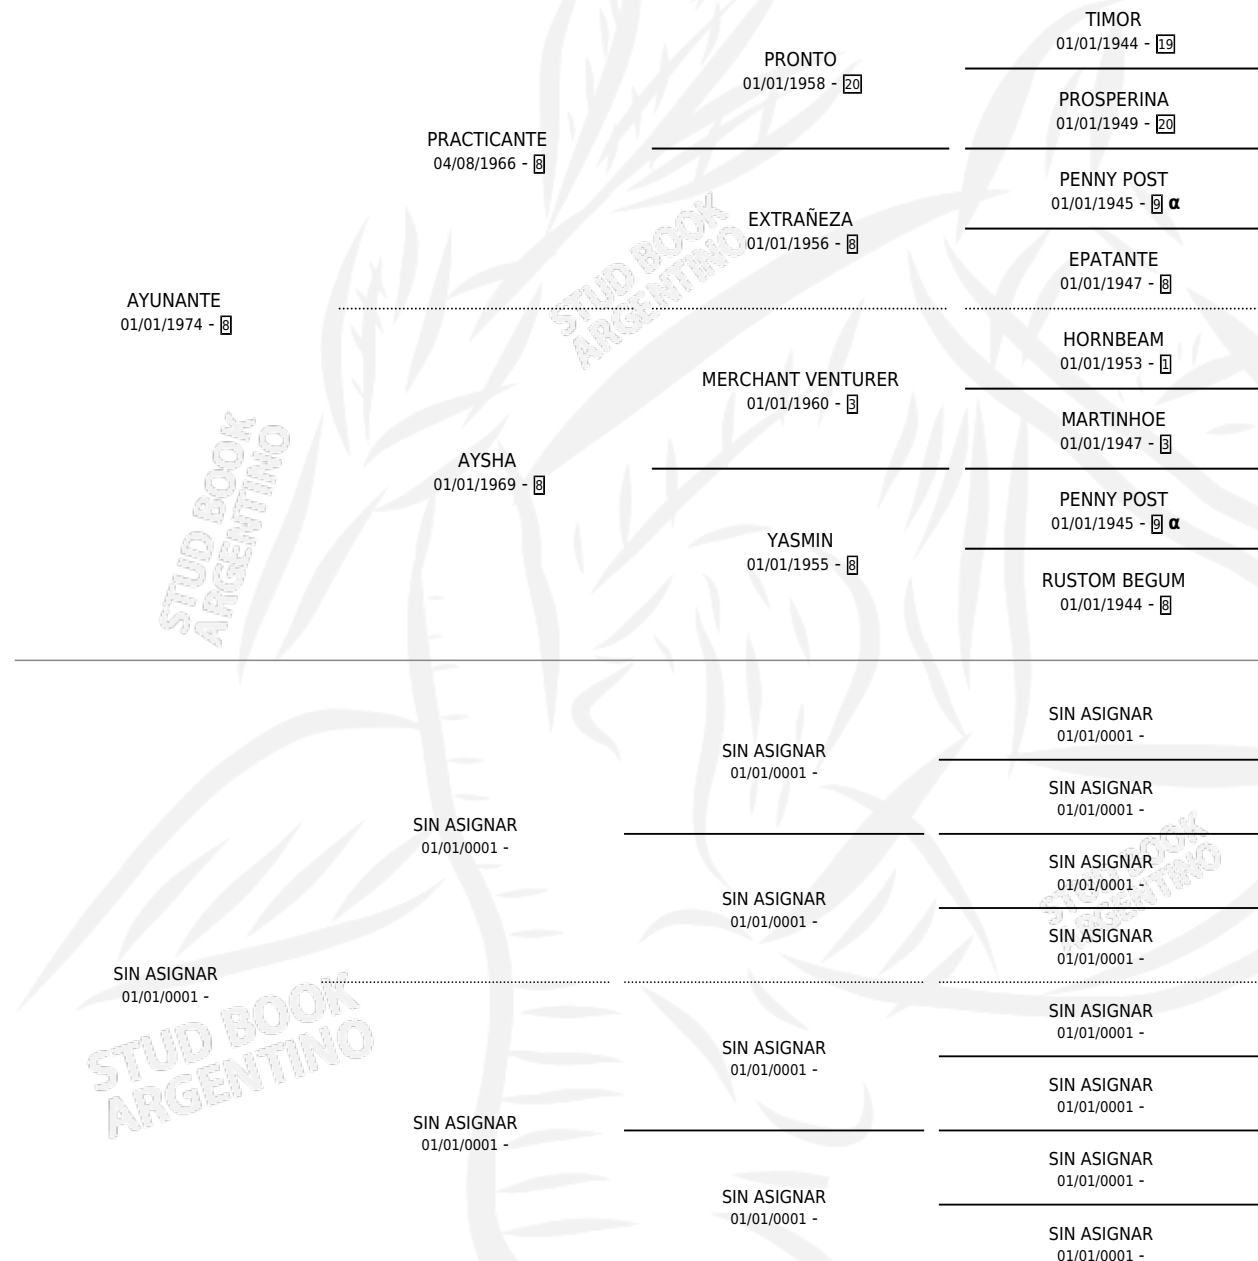 TIMOR
01/01/1944 - 19
PRONTO
01/01/1958 - 20
PROSPERINA
01/01/1949 - 20
PRACTICANTE
04/08/1966 - 8
PENNY POST
01/01/1945 - 9 α
EXTRAÑEZA
01/01/1956 - 8
EPATANTE
01/01/1947 - 8
AYUNANTE
01/01/1974 - 8
HORNBEAM
01/01/1953 - 1
MERCHANT VENTURER
01/01/1960 - 3
MARTINHOE
01/01/1947 - 3
AYSHA
01/01/1969 - 8
PENNY POST
01/01/1945 - 9 α
YASMIN
01/01/1955 - 8
RUSTOM BEGUM
01/01/1944 - 8
STUD BOOK
ARGENTINO
STUD BOOK
ARGENTINO
SIN ASIGNAR
01/01/0001 -
SIN ASIGNAR
01/01/0001 -
SIN ASIGNAR
01/01/0001 -
SIN ASIGNAR
01/01/0001 -
SIN ASIGNAR
01/01/0001 -
SIN ASIGNAR
01/01/0001 -
SIN ASIGNAR
01/01/0001 -
SIN ASIGNAR
01/01/0001 -
SIN ASIGNAR
01/01/0001 -
SIN ASIGNAR
01/01/0001 -
SIN ASIGNAR
01/01/0001 -
SIN ASIGNAR
01/01/0001 -
SIN ASIGNAR
01/01/0001 -
SIN ASIGNAR
01/01/0001 -
SIN ASIGNAR
01/01/0001 -
STUD BOOK
ARGENTINO
STUD BOOK
ARGENTINO